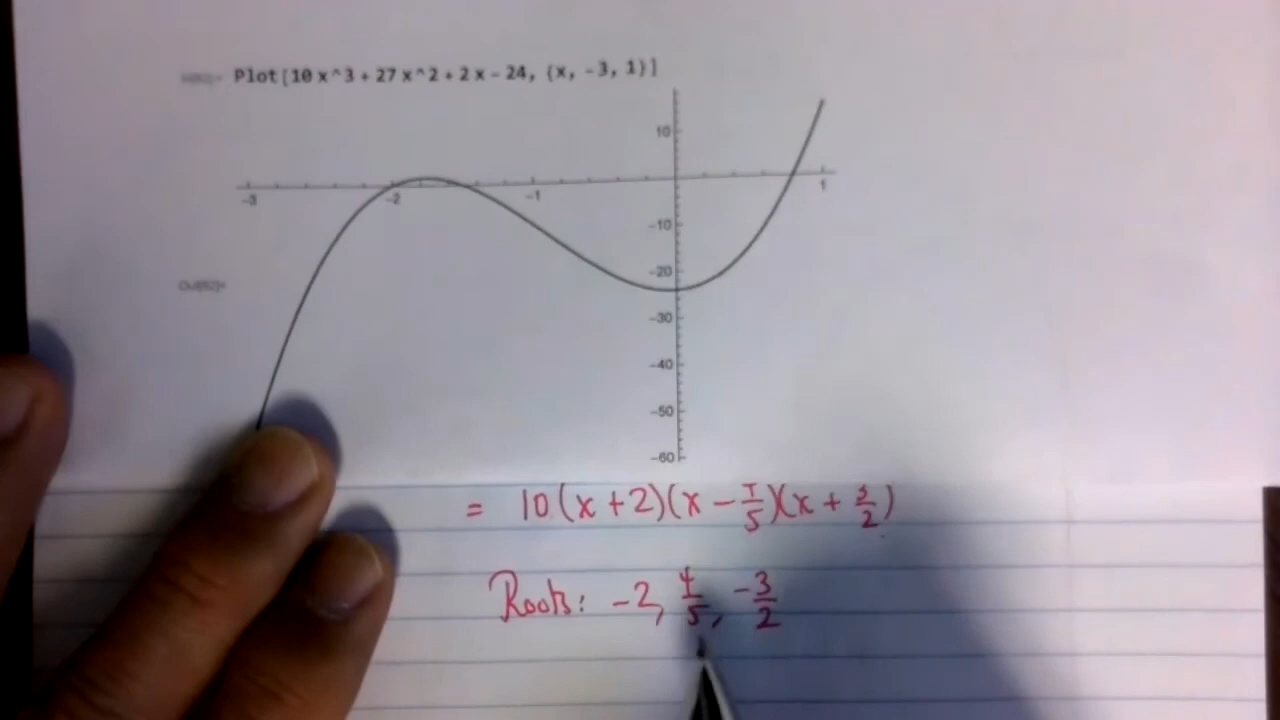 Plot[10 x^3 + 27 x^2 + 2 x - 24, {x, -3, 1}]
10
-3 -2 -1 1
-10
-20
-30
-40
-50
-60
= 10(x+2)(x-4/5)(x+3/2)
Roots: -2, 4/5, -3/2